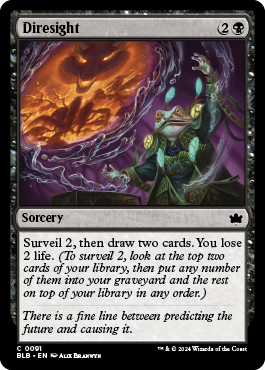 Diresight 2
Sorcery
Surveil 2, then draw two cards. You lose
2 life. (To surveil 2, look at the top two
cards of your library, then put any number
of them into your graveyard and the rest
on top of your library in any order.)
There is a fine line between predicting the
future and causing it.
C 0091 ™ & © 2024 Wizards of the Coast
BLB • EN Alix Branwyn